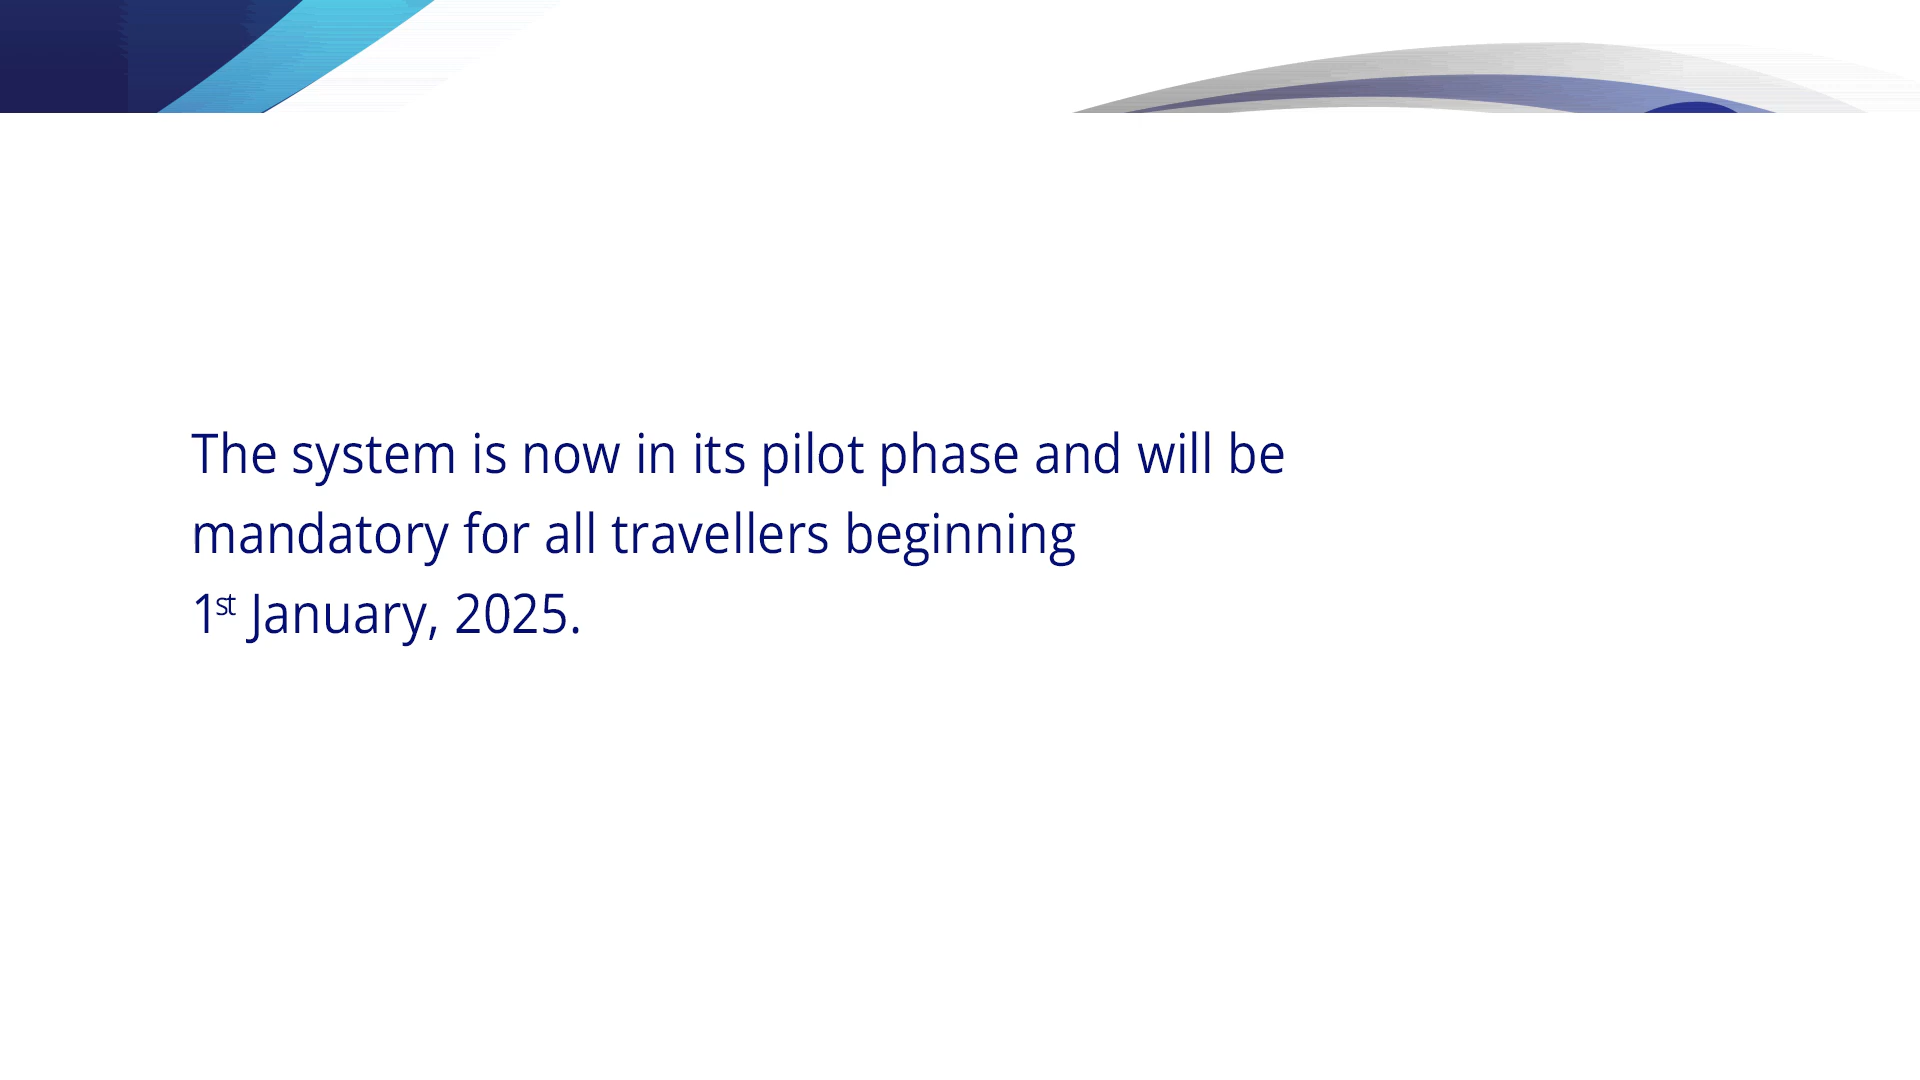 The system is now in its pilot phase and will be
mandatory for all travellers beginning
1st January, 2025.